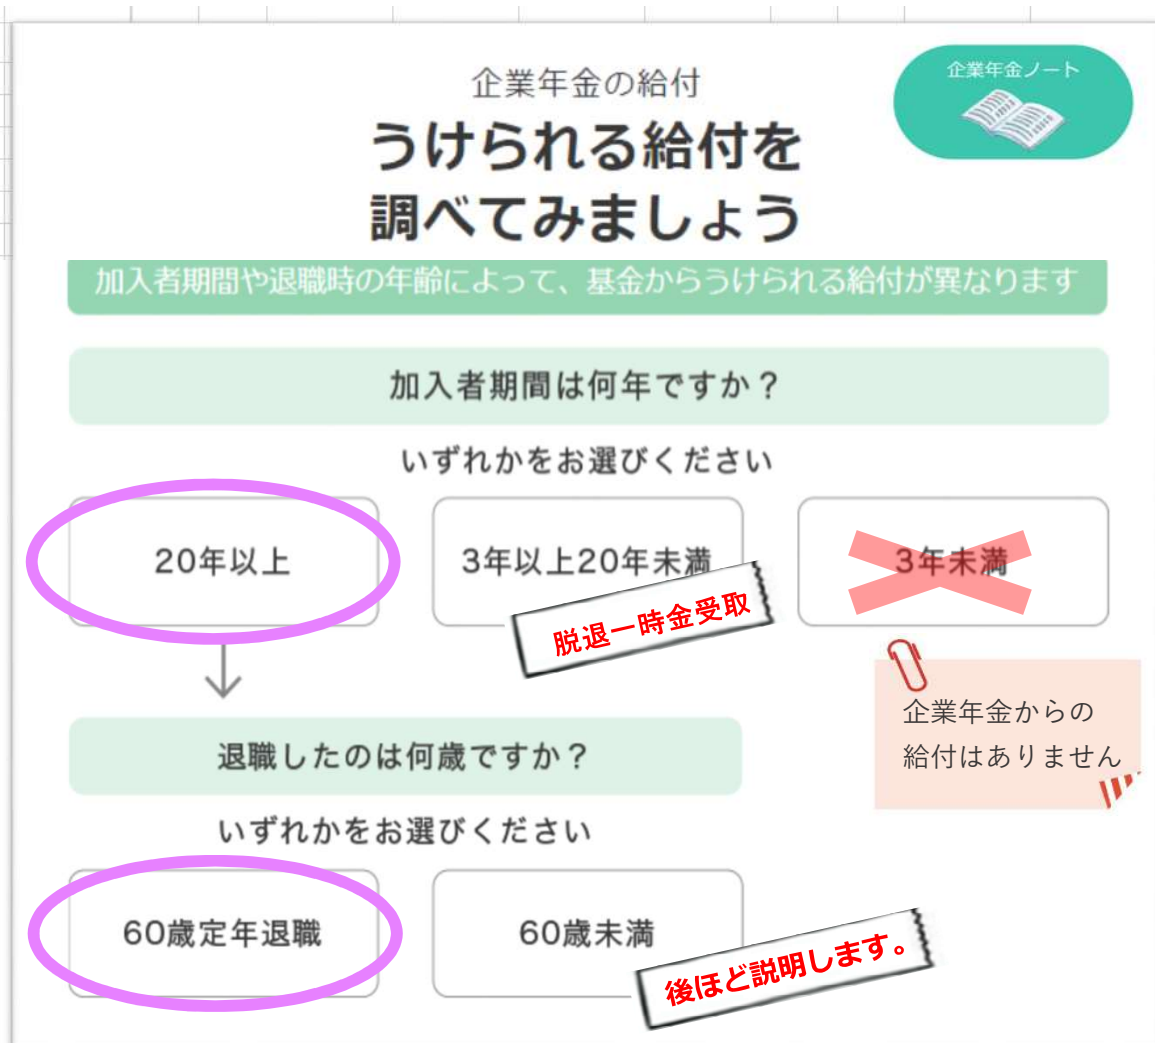 企業年金の給付
企業年金ノート
うけられる給付を
調べてみましょう
加入者期間や退職時の年齢によって、基金からうけられる給付が異なります
加入者期間は何年ですか？
いずれかをお選びください
20年以上
3年以上20年未満
3年未満
脱退一時金受取
企業年金からの
給付はありません
退職したのは何歳ですか？
いずれかをお選びください
60歳定年退職
60歳未満
後ほど説明します。